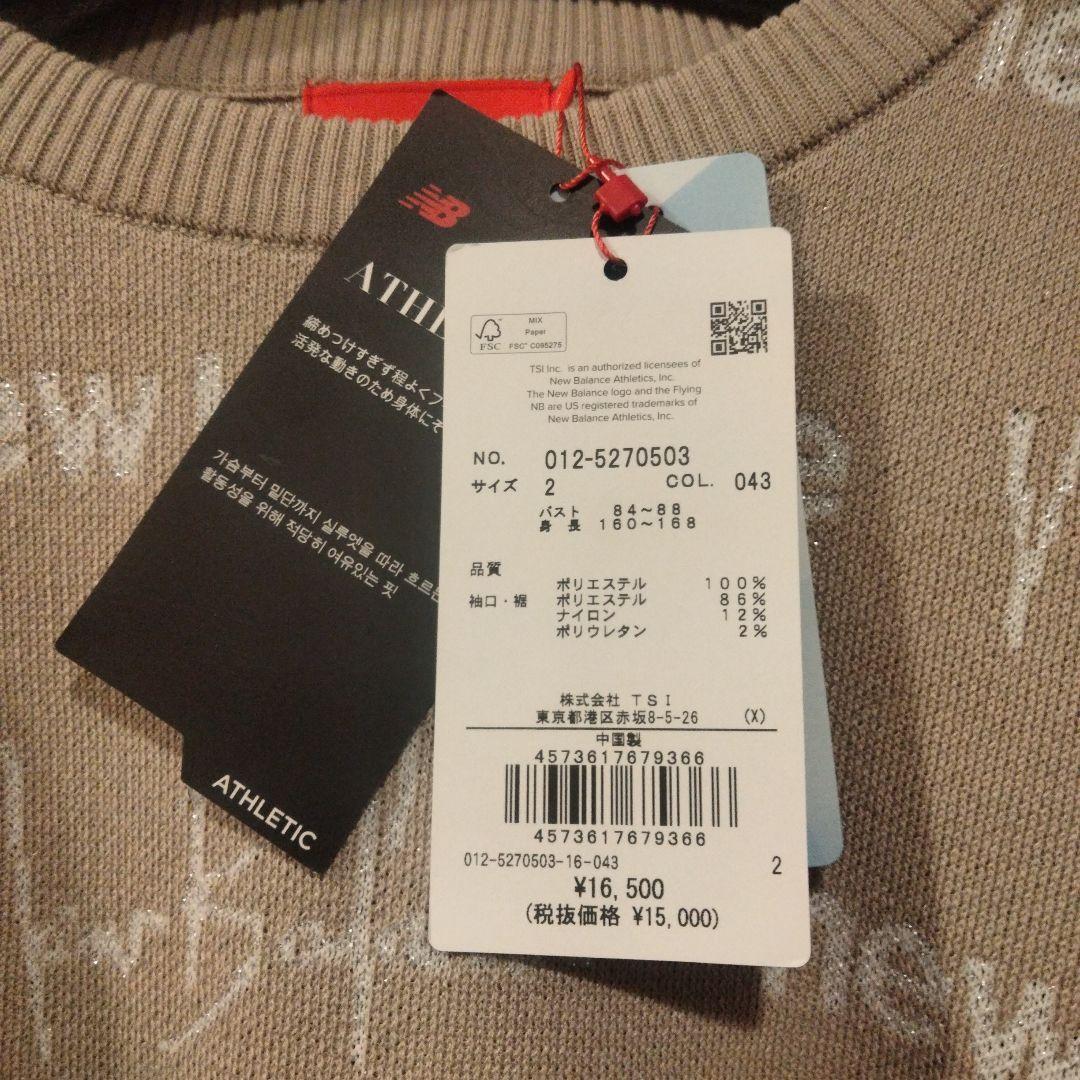 NB
ATHL
締めつけすぎず程よくフ
活発な動きのため身体にそ
가슴부터 밑단까지 실루엣을 따라 흐르는
활동성을 위해 적당히 여유있는 핏
ATHLETIC
FSC
MIX
Paper
FSC® C095275
TSI Inc. is an authorized licensees of
New Balance Athletics, Inc.
The New Balance logo and the Flying
NB are US registered trademarks of
New Balance Athletics, Inc.
NO. 012-5270503
サイズ 2 COL. 043
バスト 84～88
身長 160～168
品質
ポリエステル 100%
袖口・裾 ポリエステル 86%
ナイロン 12%
ポリウレタン 2%
株式会社 TSI
東京都港区赤坂8-5-26 (X)
中国製
4573617679366
4573617679366
012-5270503-16-043 2
¥16,500
(税抜価格 ¥15,000)